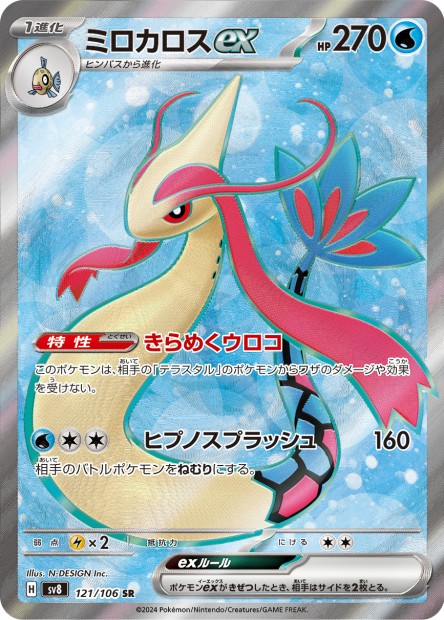 1進化
ミロカロスex
HP270
ヒンバスから進化
特性
とくせい
きらめくウロコ
このポケモンは、相手の「テラスタル」のポケモンからワザのダメージや効果
を受けない。
ヒプノスプラッシュ 160
相手のバトルポケモンをねむりにする。
弱点 ×2 抵抗力 にげる
exルール
ポケモンexがきぜつしたとき、相手はサイドを2枚とる。
Illus. N-DESIGN Inc.
H sv8 121/106 SR
©2024 Pokémon/Nintendo/Creatures/GAME FREAK.